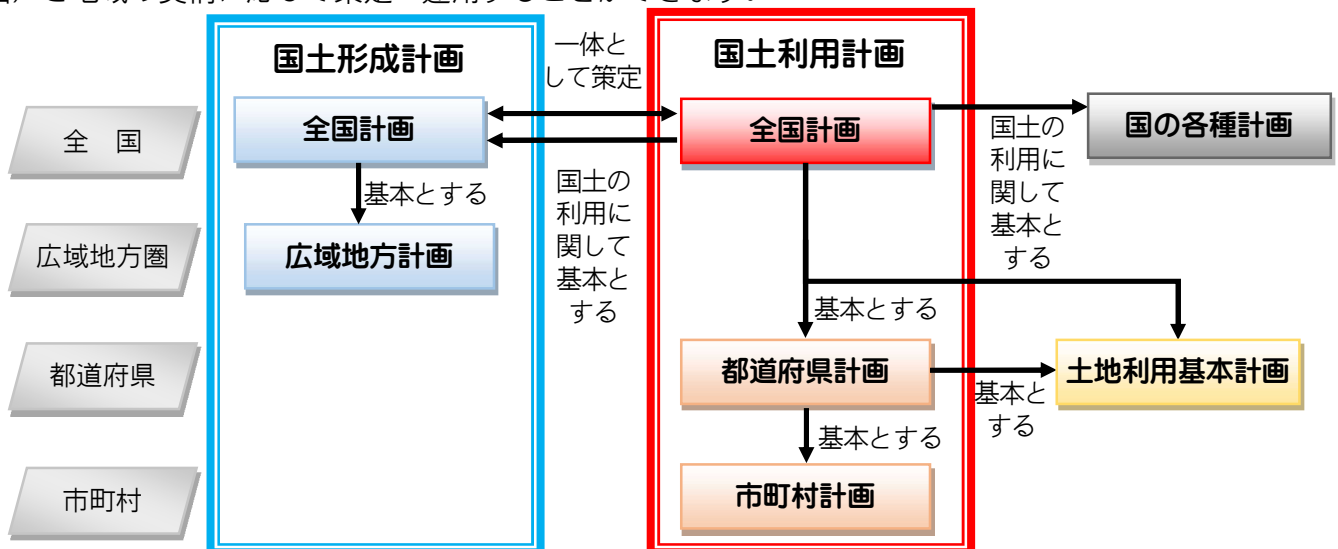 国土形成計画
一体と
して策定
国土利用計画
全 国
全国計画
全国計画
国の各種計画
国土の
利用に
関して
基本と
する
基本とする
国土の
利用に
関して
基本と
する
広域地方圏
広域地方計画
基本とする
都道府県
都道府県計画
土地利用基本計画
基本と
する
基本とする
市町村
市町村計画